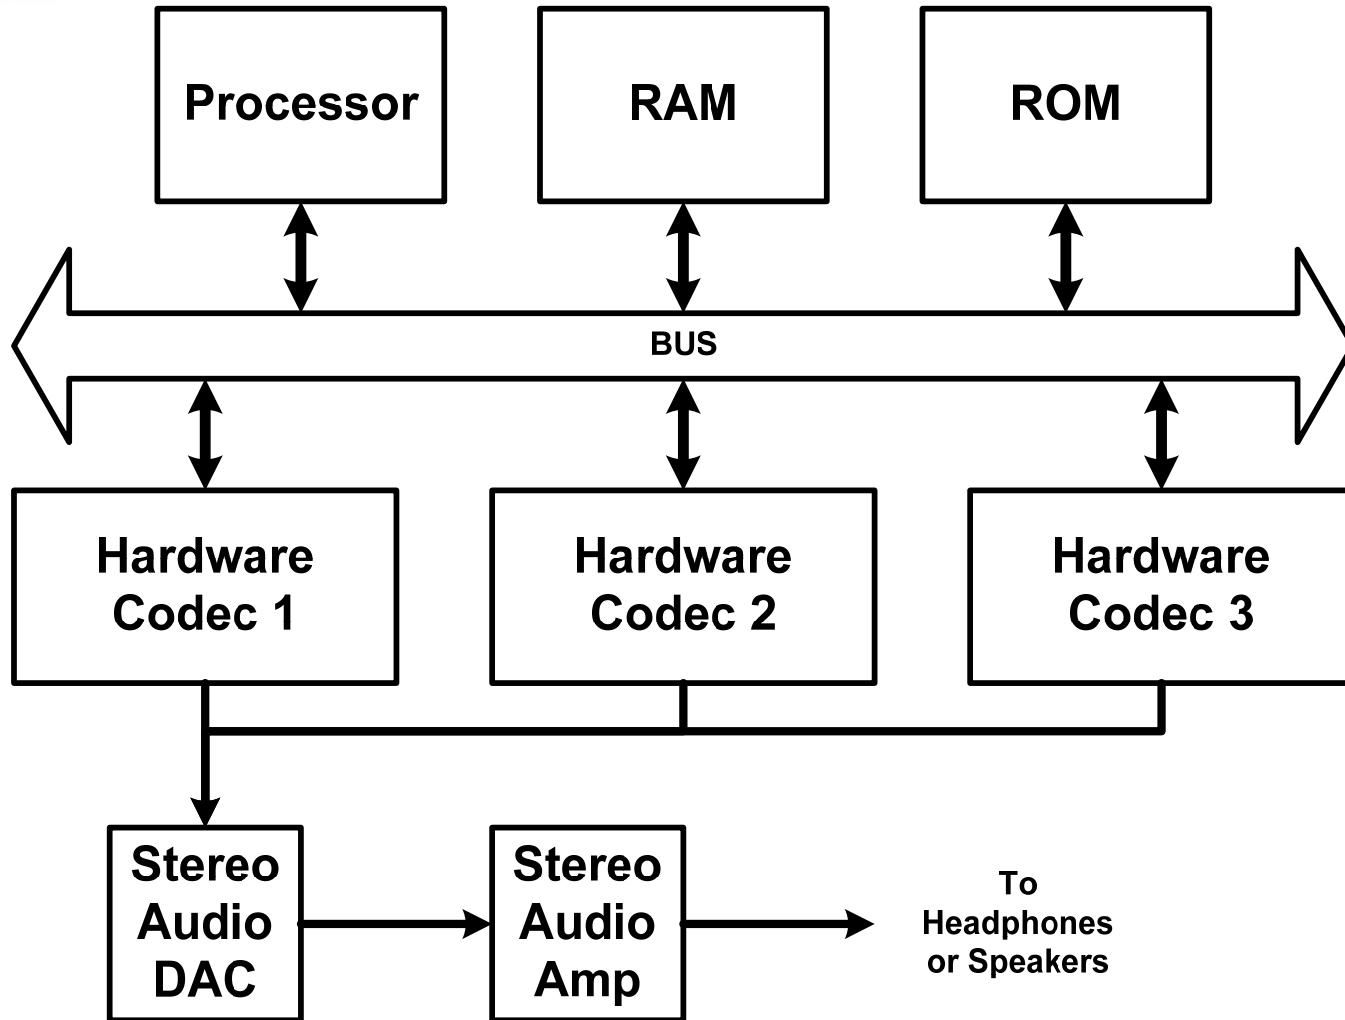 Processor
RAM
ROM
BUS
Hardware
Codec 1
Hardware
Codec 2
Hardware
Codec 3
Stereo
Audio
DAC
Stereo
Audio
Amp
To
Headphones
or Speakers